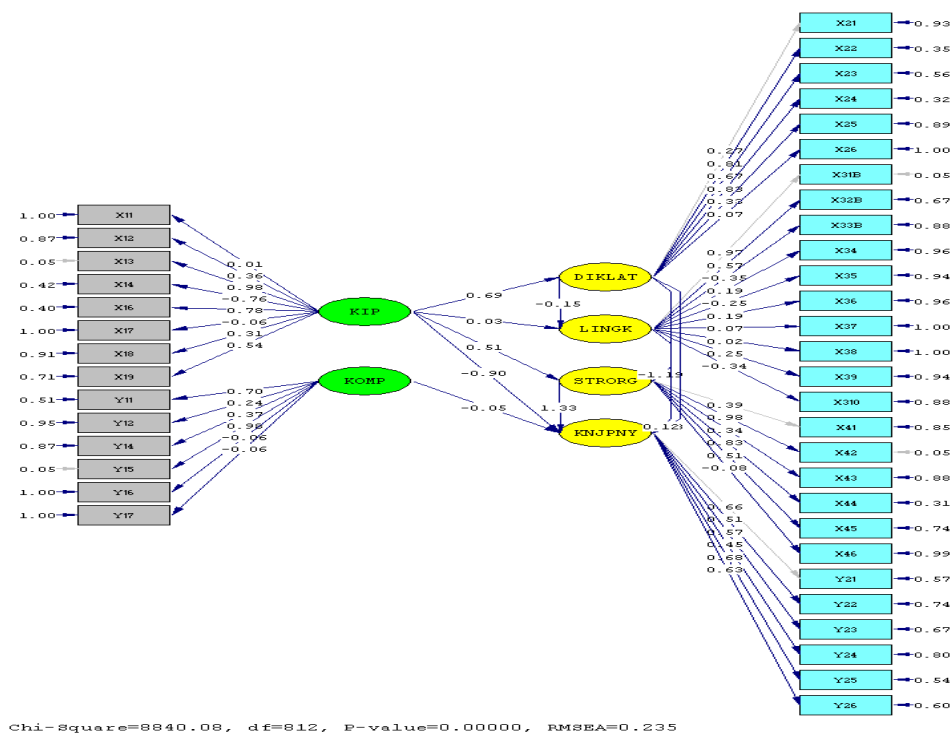 X21 0.93
X22 0.35
X23 0.56
X24 0.32
X25 0.89
X26 1.00
X31B 0.05
X32B 0.67
X33B 0.88
X34 0.96
X35 0.94
X36 0.96
X37 1.00
X38 1.00
X39 0.94
X310 0.88
X41 0.85
X42 0.05
X43 0.88
X44 0.31
X45 0.74
X46 0.99
Y21 0.57
Y22 0.74
Y23 0.67
Y24 0.80
Y25 0.54
Y26 0.60
1.00 X11
0.87 X12
0.05 X13
0.42 X14
0.40 X16
1.00 X17
0.91 X18
0.71 X19
0.51 Y11
0.95 Y12
0.87 Y14
0.05 Y15
1.00 Y16
1.00 Y17
0.01
0.36
0.98
-0.76
0.78
-0.06
0.31
0.54
0.70
0.24
0.37
0.98
-0.06
-0.06
KIP
KOMP
0.69
0.03
0.51
-0.90
-0.05
DIKLAT
-0.15
LINGK
STRORG
1.33
KNJPNY
-1.19
0.12
0.27
0.81
0.67
0.83
0.33
0.07
0.97
0.57
-0.35
0.19
-0.25
0.19
0.07
0.02
0.25
-0.34
0.39
0.98
0.34
0.83
0.51
-0.08
0.66
0.51
0.57
0.45
0.68
0.63
Chi-Square=8840.08, df=812, P-value=0.00000, RMSEA=0.235